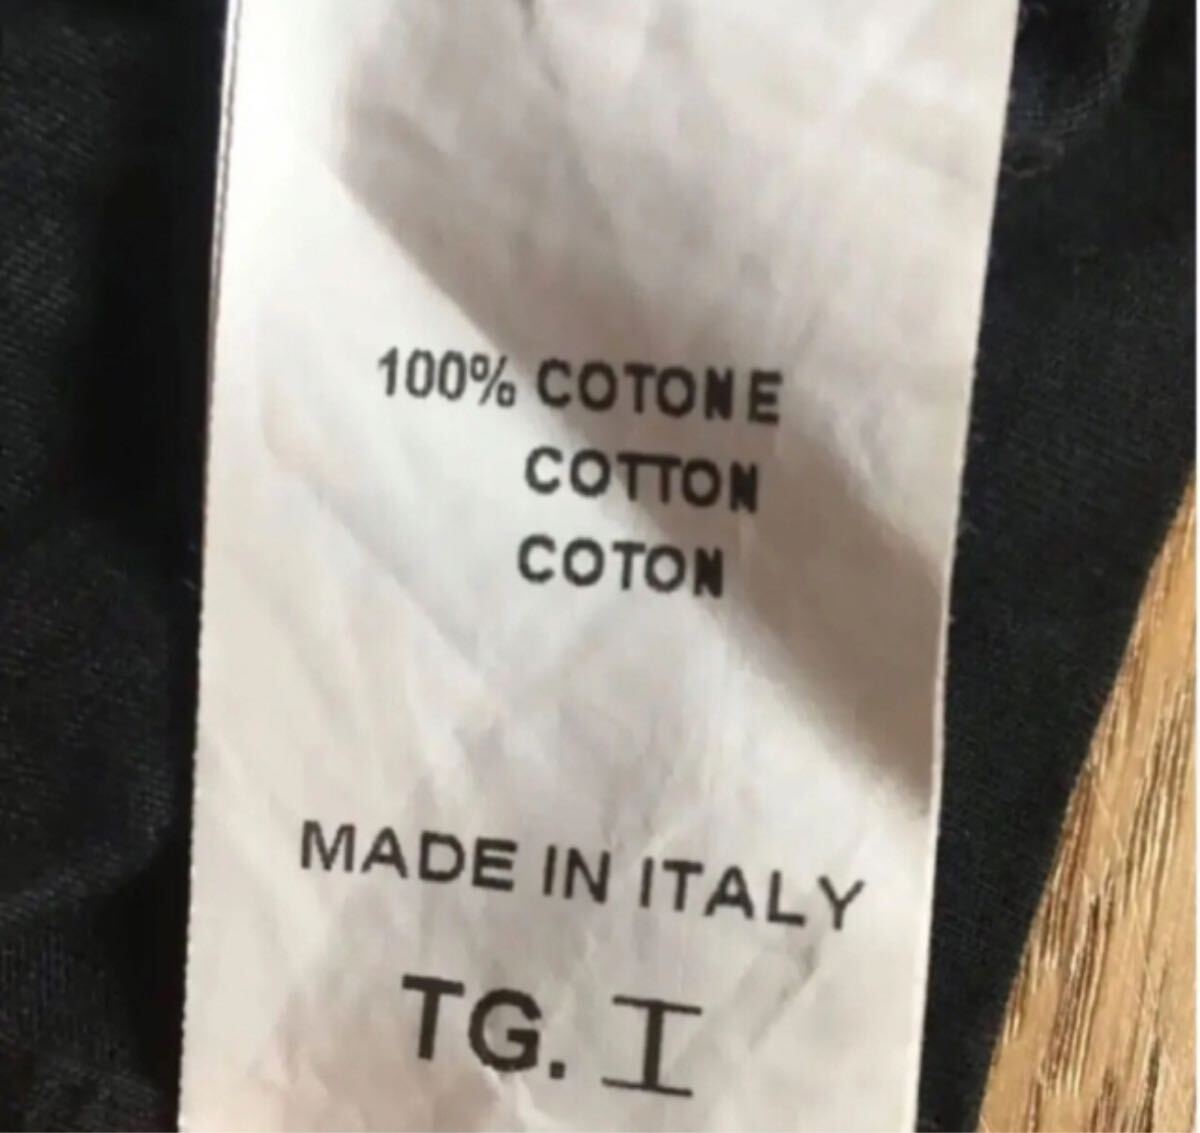 100% COTONE
COTTON
COTON
MADE IN ITALY
TG. I